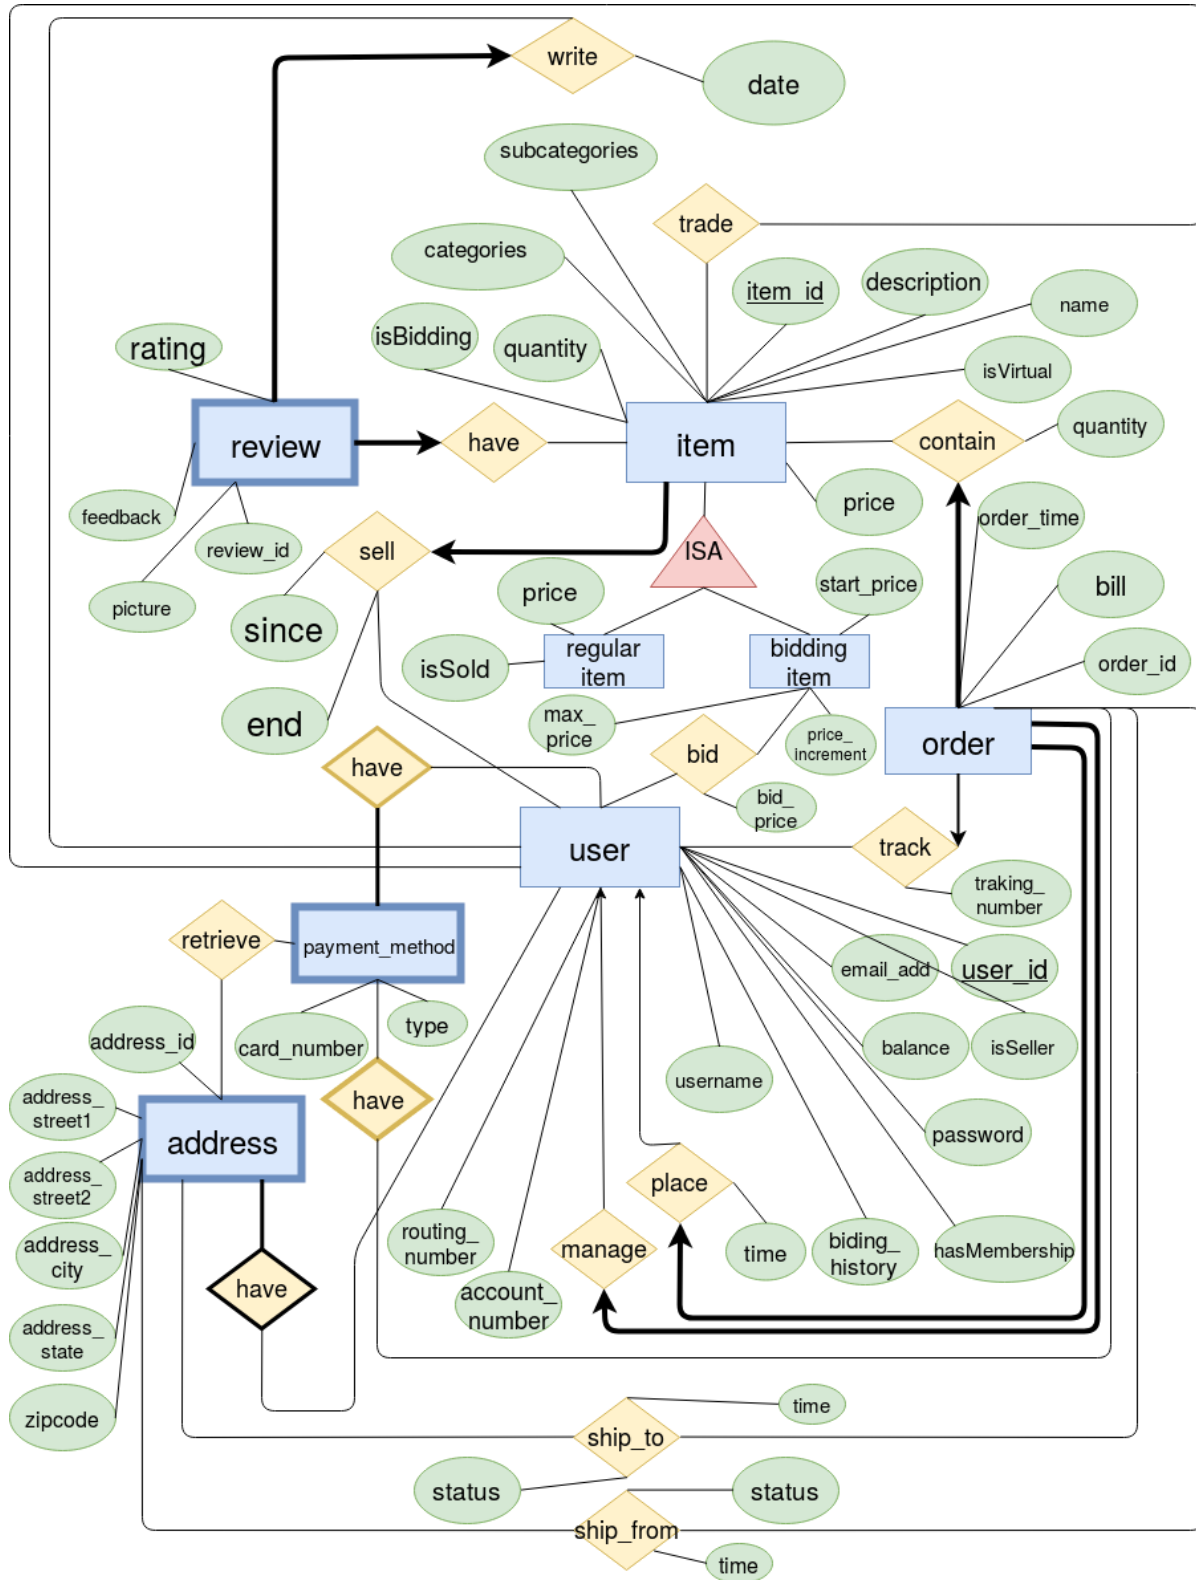 write
date
subcategories
trade
categories
item_id
description
name
isBidding
quantity
rating
isVirtual
review
have
item
contain
quantity
feedback
review_id
price
order_time
sell
ISA
picture
since
price
start_price
bill
isSold
regular
item
bidding
item
order_id
end
max_
price
bid
price_
increment
order
have
bid_
price
user
track
traking_
number
retrieve
payment_method
email_add
user_id
address_id
card_number
type
balance
isSeller
username
address_
street1
have
address
password
address_
street2
place
routing_
number
manage
time
biding_
history
hasMembership
address_
city
have
account_
number
address_
state
zipcode
time
ship_to
status
status
ship_from
time